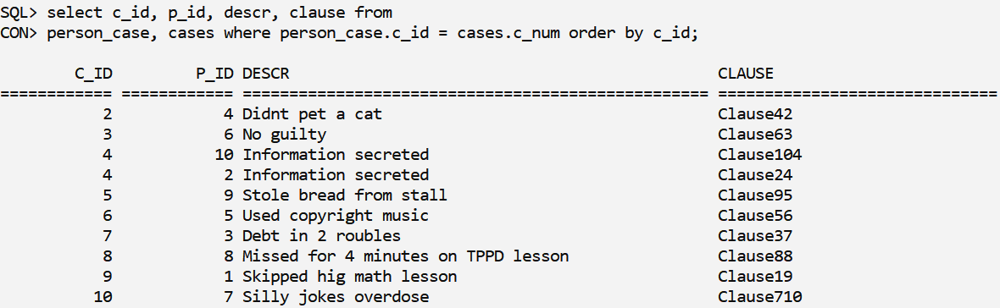 SQL> select c_id, p_id, descr, clause from
CON> person_case, cases where person_case.c_id = cases.c_num order by c_id;
C_ID P_ID DESCR CLAUSE
============ ============ ================================================== ==============================
2 4 Didnt pet a cat Clause42
3 6 No guilty Clause63
4 10 Information secreted Clause104
4 2 Information secreted Clause24
5 9 Stole bread from stall Clause95
6 5 Used copyright music Clause56
7 3 Debt in 2 roubles Clause37
8 8 Missed for 4 minutes on TPPD lesson Clause88
9 1 Skipped hig math lesson Clause19
10 7 Silly jokes overdose Clause710